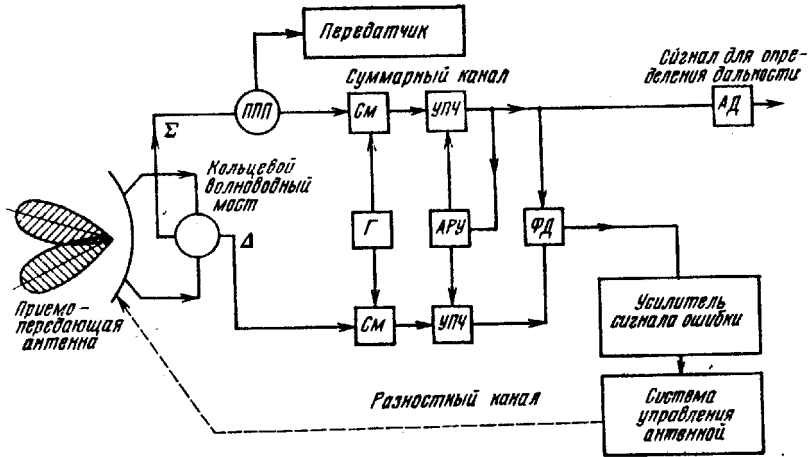 Передатчик
Сигнал для опре-
деления дальности
Суммарный канал
ППП
См
УПЧ
АД
Σ
Кольцевой
волноводный
мост
Δ
Г
АРУ
ФД
Приемо-
передающая
антенна
См
УПЧ
Усилитель
сигнала ошибки
Разностный канал
Система
управления
антенной